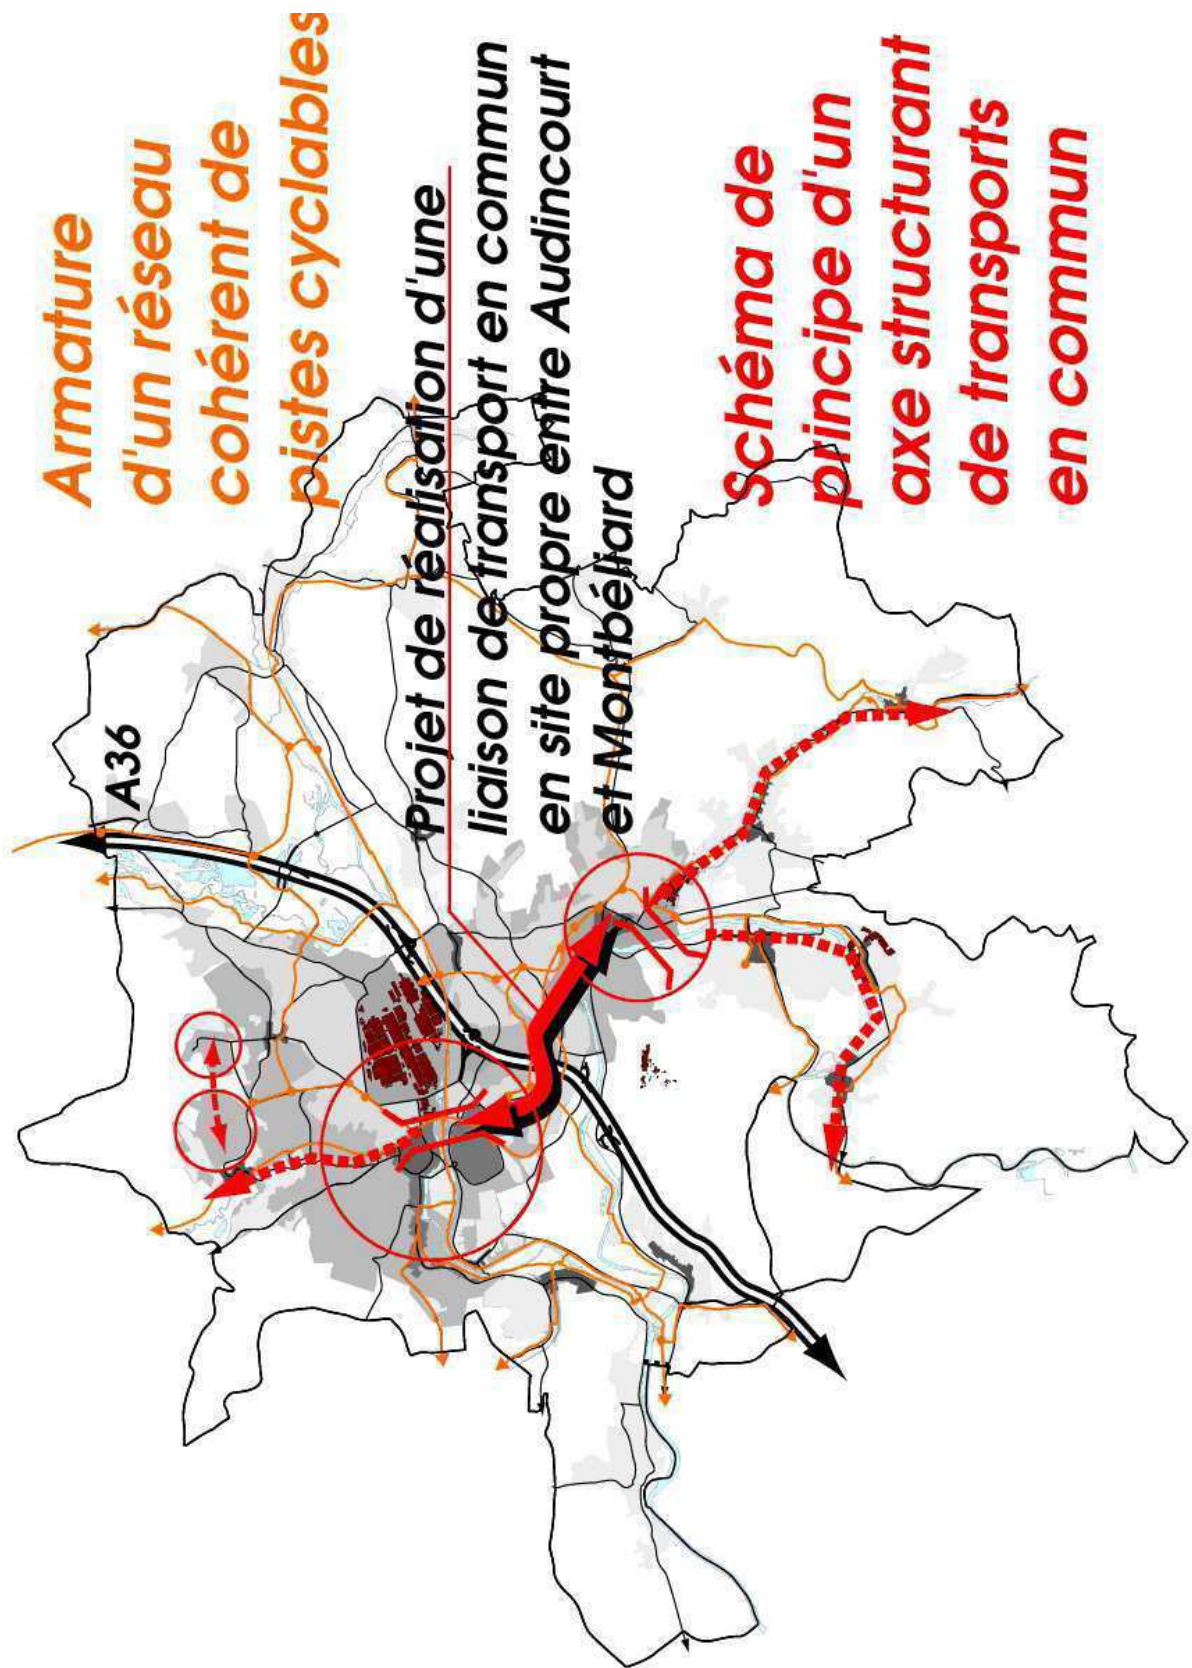 Armature
d'un réseau
cohérent de
pistes cyclables
A36
Projet de réalisation d'une
liaison de transport en commun
en site propre entre Audincourt
et Montbéliard
Schéma de
principe d'un
axe structurant
de transports
en commun